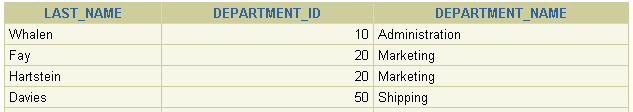 LAST_NAME DEPARTMENT_ID DEPARTMENT_NAME
Whalen 10 Administration
Fay 20 Marketing
Hartstein 20 Marketing
Davies 50 Shipping